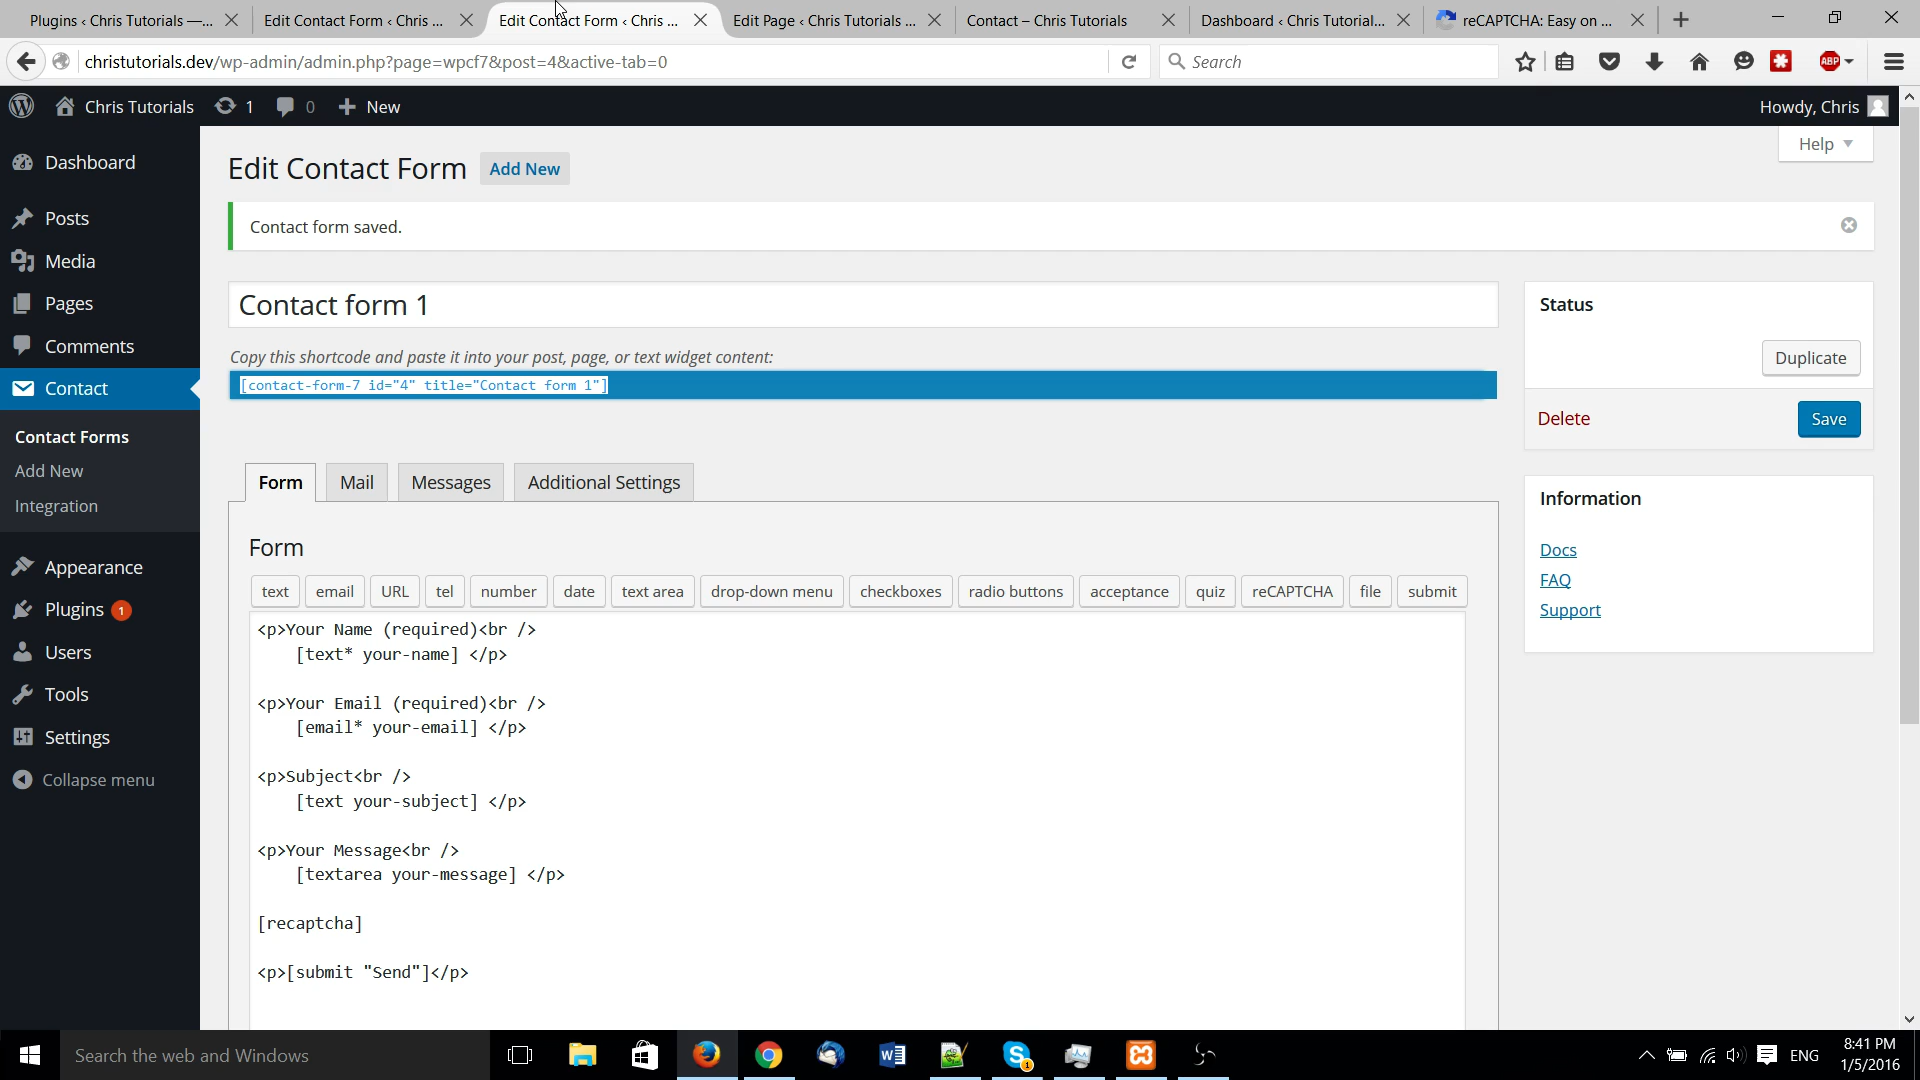 Plugins ‹ Chris Tutorials —...
Edit Contact Form ‹ Chris ...
Edit Contact Form ‹ Chris ...
Edit Page ‹ Chris Tutorials ...
Contact – Chris Tutorials
Dashboard ‹ Chris Tutorial...
reCAPTCHA: Easy on ...
christutorials.dev/wp-admin/admin.php?page=wpcf7&post=4&active-tab=0
Search
ABP
Chris Tutorials
1
0
New
Howdy, Chris
Dashboard
Posts
Media
Pages
Comments
Contact
Contact Forms
Add New
Integration
Appearance
Plugins 1
Users
Tools
Settings
Collapse menu
Help
Edit Contact Form
Add New
Contact form saved.
Contact form 1
Copy this shortcode and paste it into your post, page, or text widget content:
[contact-form-7 id="4" title="Contact form 1"]
Status
Duplicate
Delete
Save
Information
Docs
FAQ
Support
Form
Mail
Messages
Additional Settings
Form
text
email
URL
tel
number
date
text area
drop-down menu
checkboxes
radio buttons
acceptance
quiz
reCAPTCHA
file
submit
<p>Your Name (required)<br />
[text* your-name] </p>
<p>Your Email (required)<br />
[email* your-email] </p>
<p>Subject<br />
[text your-subject] </p>
<p>Your Message<br />
[textarea your-message] </p>
[recaptcha]
<p>[submit "Send"]</p>
Search the web and Windows
1
ENG
8:41 PM
1/5/2016